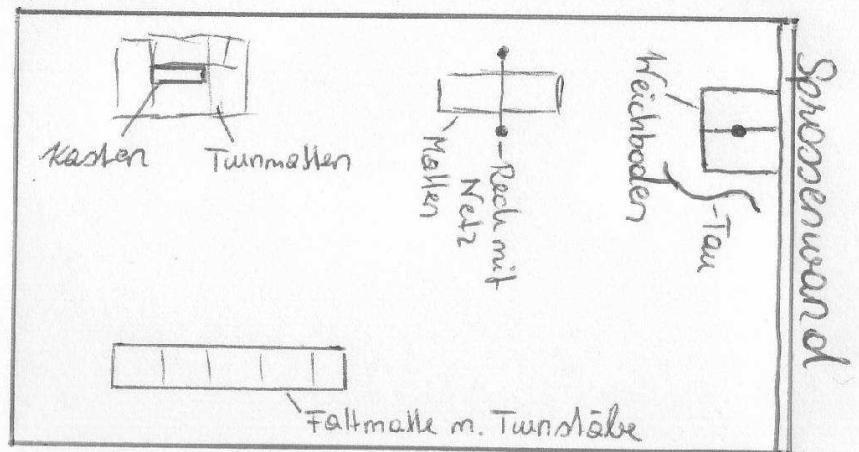 Kasten
Turnmatten
Matten
Reck mit
Netz
Weichboden
Tau
Sprossenwand
Faltmatte m. Turnstäbe